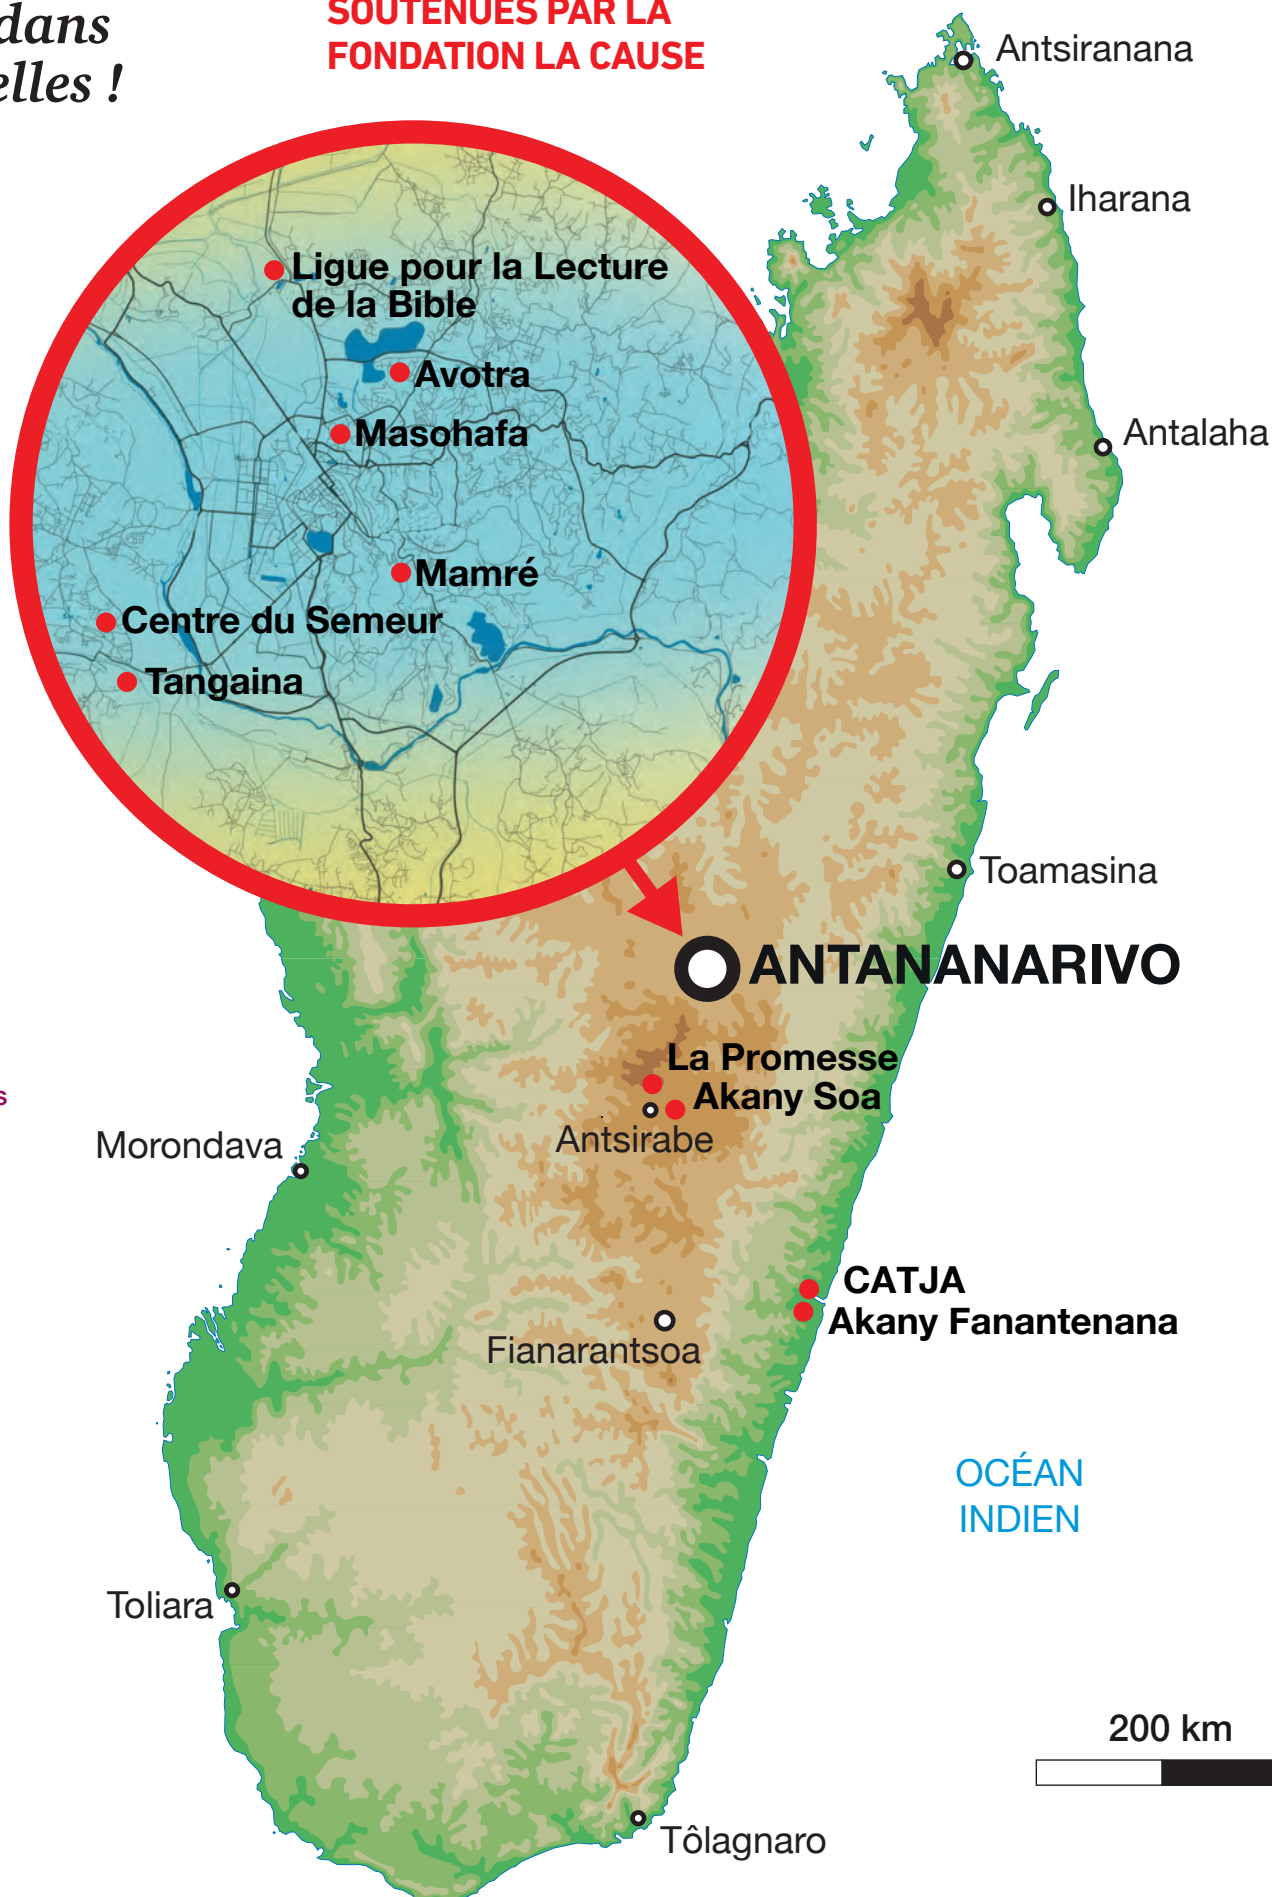 dans
elles !
SOUTENUES PAR LA
FONDATION LA CAUSE
Antsiranana
Iharana
Ligue pour la Lecture
de la Bible
Avotra
Masohafa
Antalaha
Mamré
Centre du Semeur
Tangaina
Toamasina
ANTANANARIVO
La Promesse
Akany Soa
s
Antsirabe
Morondava
CATJA
Akany Fanantenana
Fianarantsoa
OCÉAN
INDIEN
Toliara
200 km
Tôlagnaro